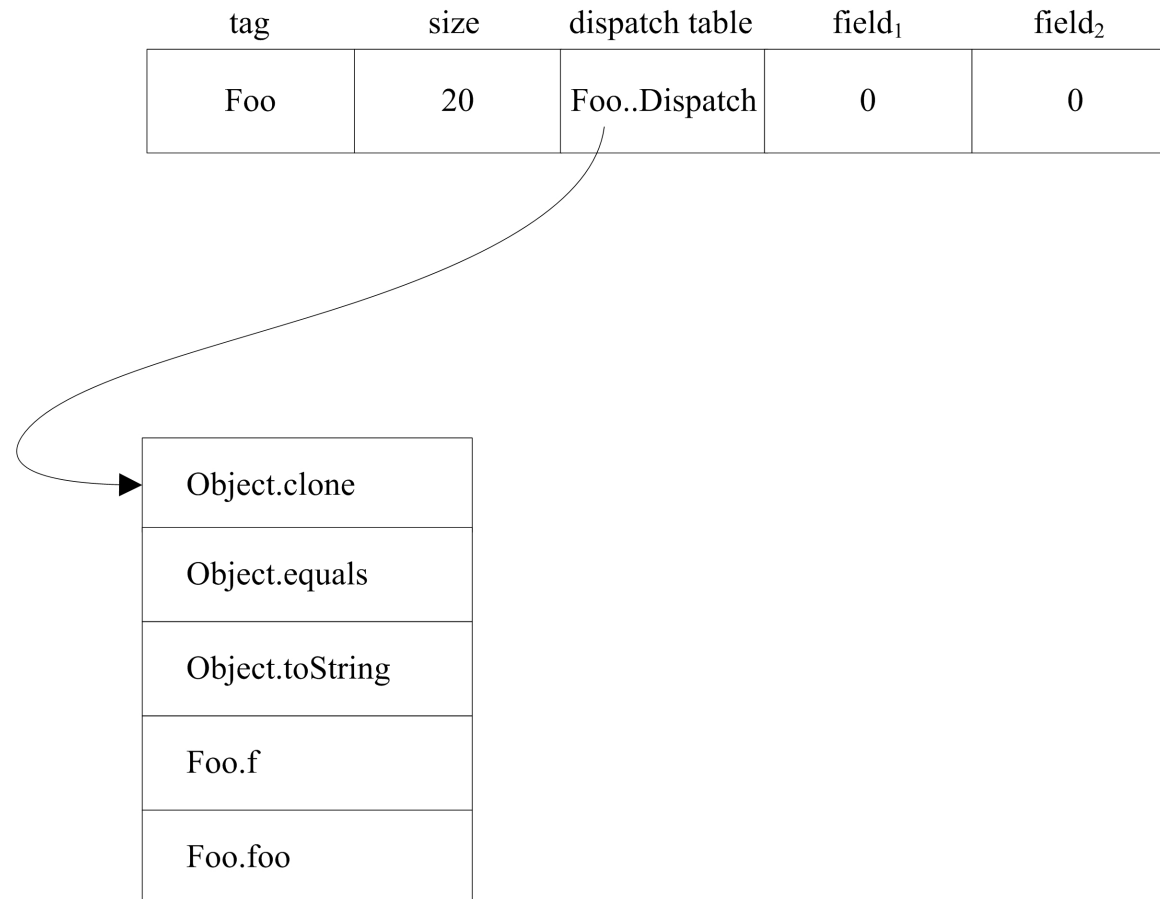 tag size dispatch table field₁ field₂
Foo 20 Foo..Dispatch 0 0
Object.clone
Object.equals
Object.toString
Foo.f
Foo.foo